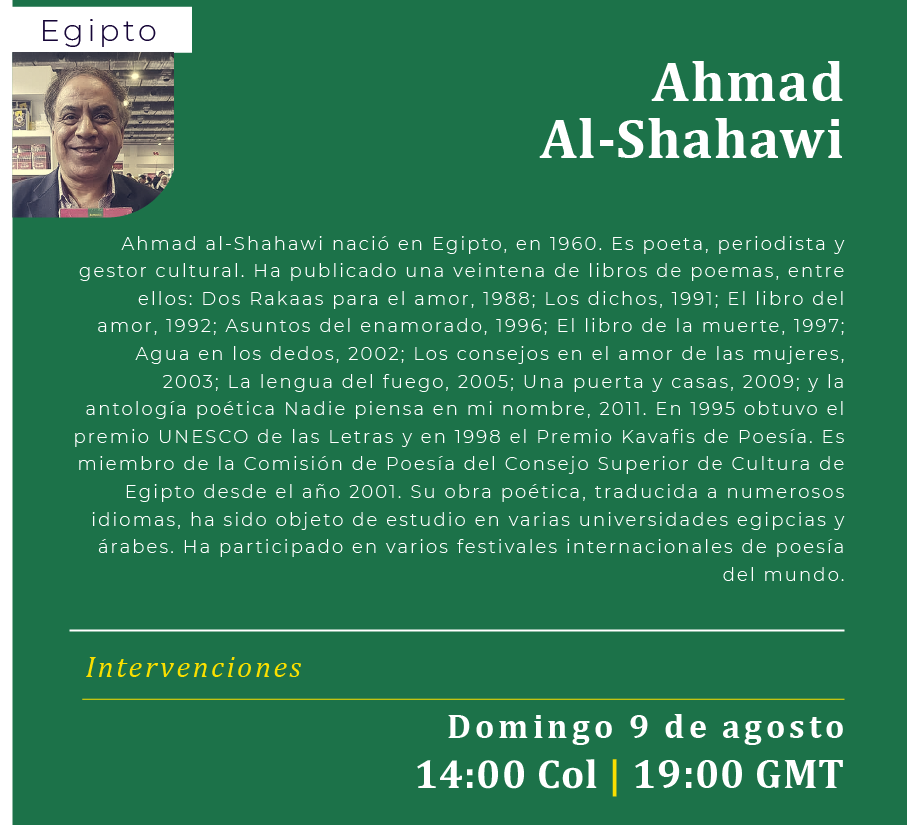 Egipto
Ahmad
Al-Shahawi
Ahmad al-Shahawi nació en Egipto, en 1960. Es poeta, periodista y
gestor cultural. Ha publicado una veintena de libros de poemas, entre
ellos: Dos Rakaas para el amor, 1988; Los dichos, 1991; El libro del
amor, 1992; Asuntos del enamorado, 1996; El libro de la muerte, 1997;
Agua en los dedos, 2002; Los consejos en el amor de las mujeres,
2003; La lengua del fuego, 2005; Una puerta y casas, 2009; y la
antología poética Nadie piensa en mi nombre, 2011. En 1995 obtuvo el
premio UNESCO de las Letras y en 1998 el Premio Kavafis de Poesía. Es
miembro de la Comisión de Poesía del Consejo Superior de Cultura de
Egipto desde el año 2001. Su obra poética, traducida a numerosos
idiomas, ha sido objeto de estudio en varias universidades egipcias y
árabes. Ha participado en varios festivales internacionales de poesía
del mundo.
Intervenciones
Domingo 9 de agosto
14:00 Col | 19:00 GMT